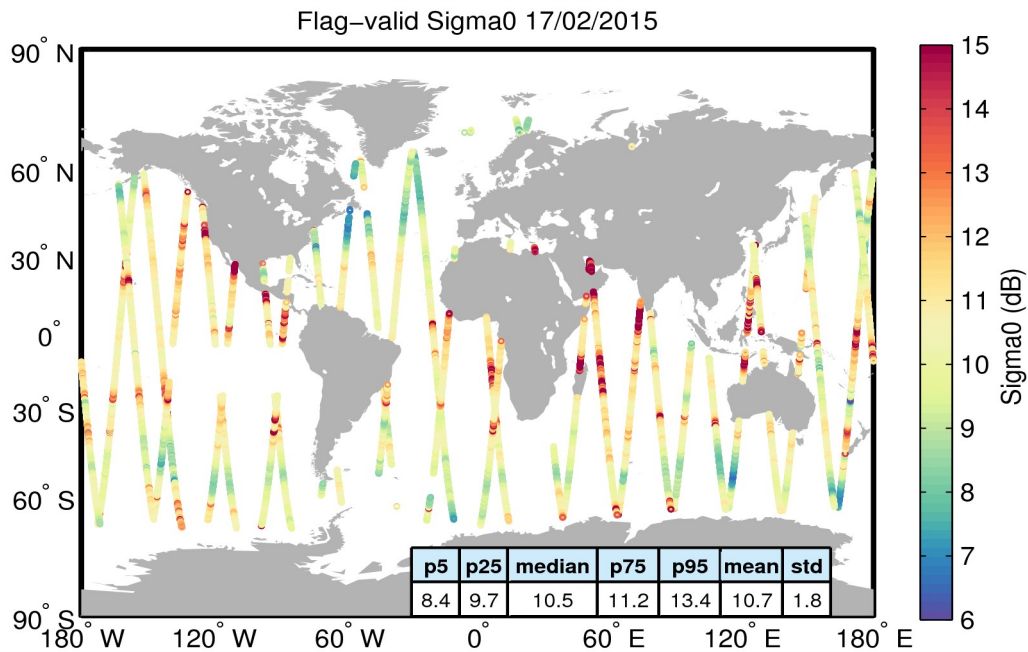 Flag−valid Sigma0 17/02/2015
90° N
60° N
30° N
0°
30° S
60° S
90° S
180° W
120° W
60° W
0°
60° E
120° E
180° E
p5 p25 median p75 p95 mean std
8.4 9.7 10.5 11.2 13.4 10.7 1.8
15
14
13
12
11
10
9
8
7
6
Sigma0 (dB)